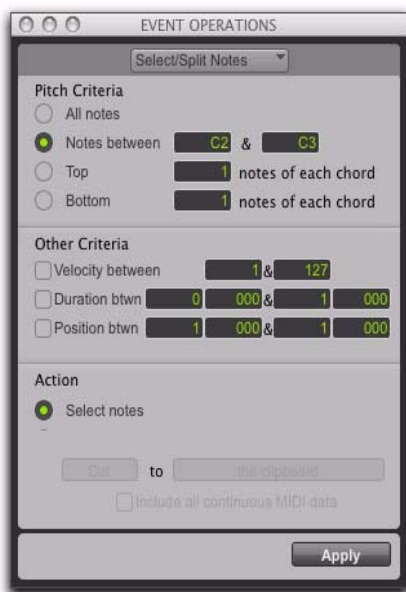 EVENT OPERATIONS
Select/Split Notes
Pitch Criteria
All notes
Notes between C2 & C3
Top 1 notes of each chord
Bottom 1 notes of each chord
Other Criteria
Velocity between 1 & 127
Duration btwn 0 000 & 1 000
Position btwn 1 000 & 1 000
Action
Select notes
Cut to the clipboard
Include all continuous MIDI data
Apply